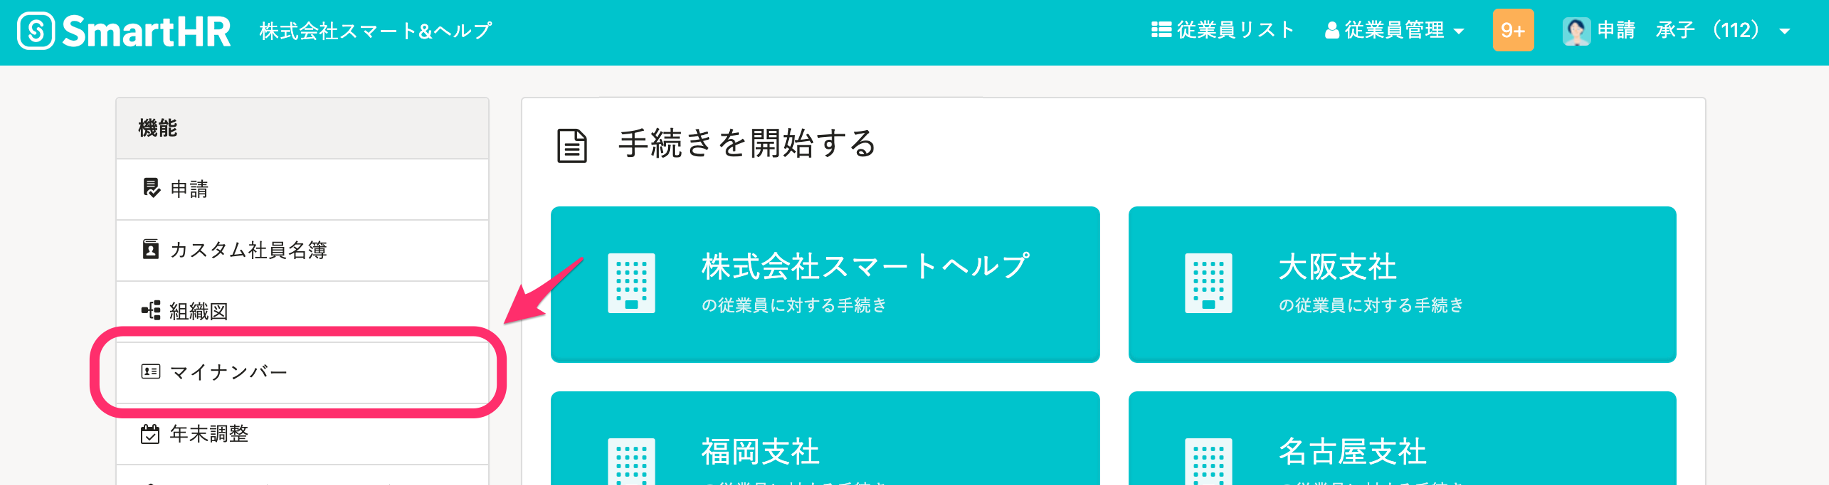 SmartHR 株式会社スマート&ヘルプ 従業員リスト 従業員管理 9+ 申請 承子 (112)
機能
申請
カスタム社員名簿
組織図
マイナンバー
年末調整
手続きを開始する
株式会社スマートヘルプ
の従業員に対する手続き
大阪支社
の従業員に対する手続き
福岡支社
名古屋支社